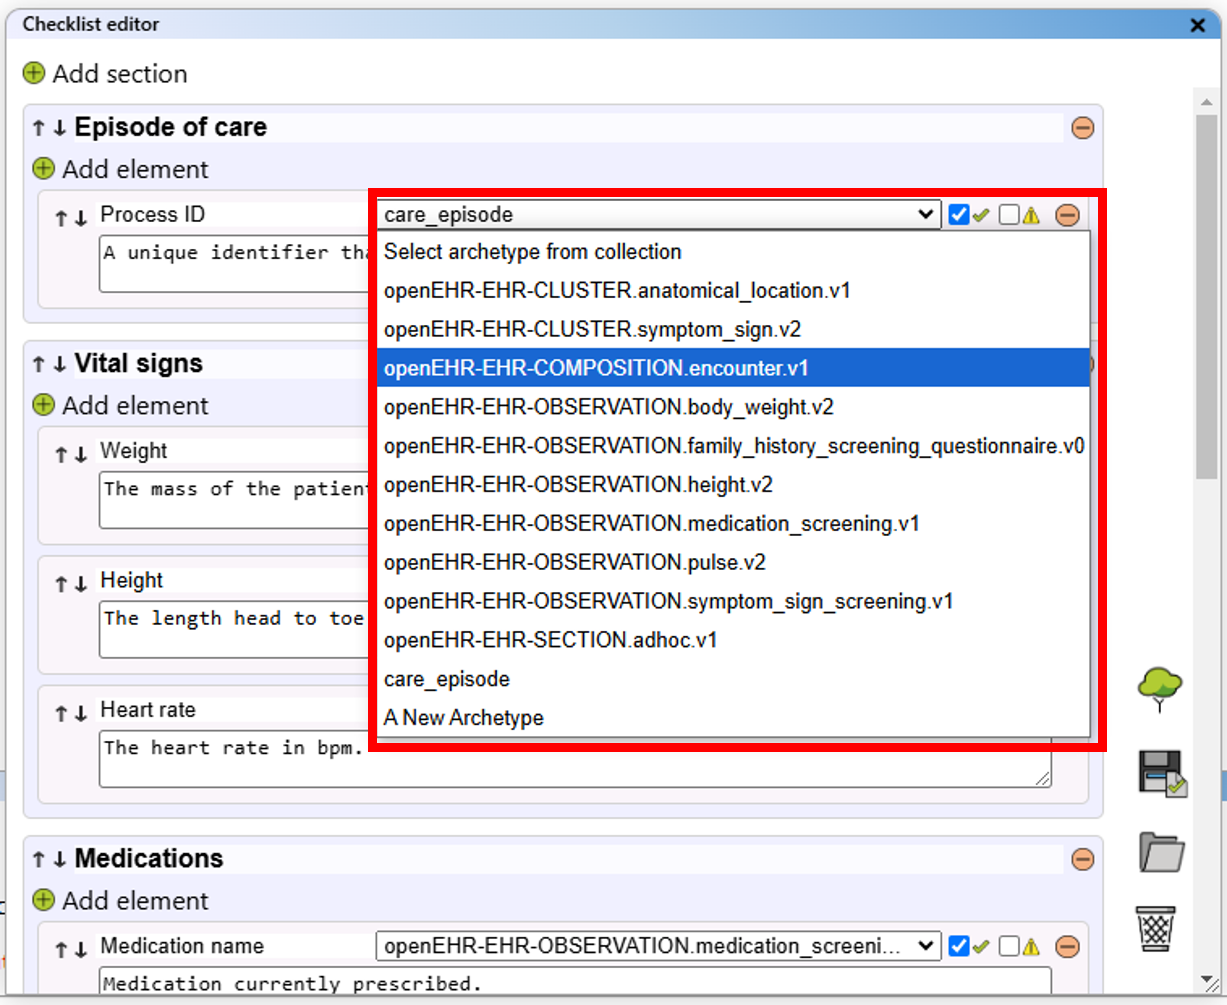 Checklist editor
Add section
Episode of care
Add element
Process ID
care_episode
A unique identifier tha
Select archetype from collection
openEHR-EHR-CLUSTER.anatomical_location.v1
openEHR-EHR-CLUSTER.symptom_sign.v2
openEHR-EHR-COMPOSITION.encounter.v1
openEHR-EHR-OBSERVATION.body_weight.v2
openEHR-EHR-OBSERVATION.family_history_screening_questionnaire.v0
openEHR-EHR-OBSERVATION.height.v2
openEHR-EHR-OBSERVATION.medication_screening.v1
openEHR-EHR-OBSERVATION.pulse.v2
openEHR-EHR-OBSERVATION.symptom_sign_screening.v1
openEHR-EHR-SECTION.adhoc.v1
care_episode
A New Archetype
Vital signs
Add element
Weight
The mass of the patient
Height
The length head to toe
Heart rate
The heart rate in bpm.
Medications
Add element
Medication name
openEHR-EHR-OBSERVATION.medication_screeni...
Medication currently prescribed.